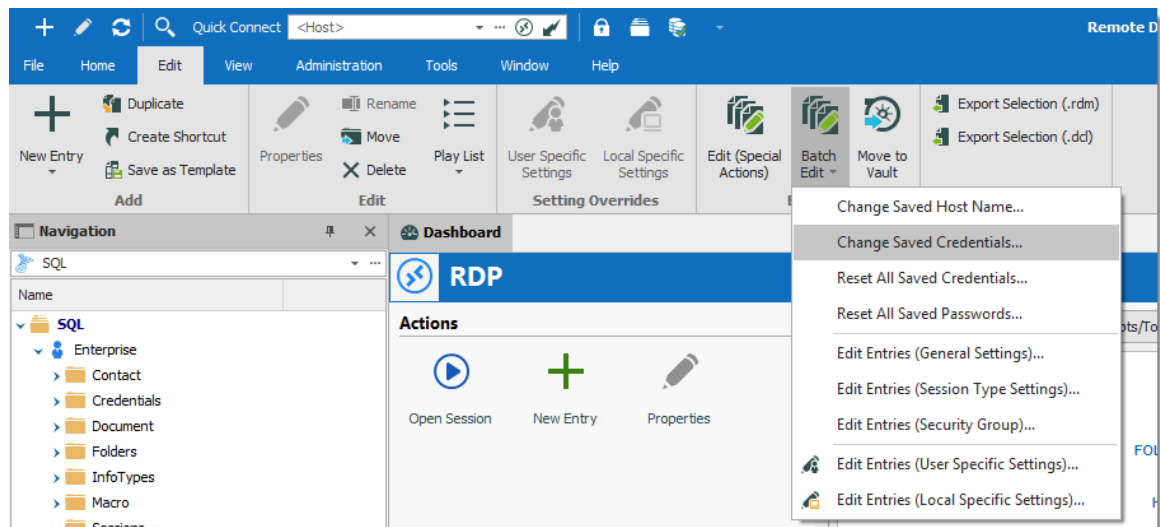 Quick Connect <Host>
Remote D
File Home Edit View Administration Tools Window Help
New Entry
Duplicate
Create Shortcut
Save as Template
Add
Properties
Rename
Move
Delete
Play List
Edit
User Specific
Settings
Local Specific
Settings
Setting Overrides
Edit (Special
Actions)
Batch
Edit
Move to
Vault
Export Selection (.rdm)
Export Selection (.dcl)
Change Saved Host Name...
Change Saved Credentials...
Reset All Saved Credentials...
Reset All Saved Passwords...
Edit Entries (General Settings)...
Edit Entries (Session Type Settings)...
Edit Entries (Security Group)...
Edit Entries (User Specific Settings)...
Edit Entries (Local Specific Settings)...
Navigation
SQL
Name
SQL
Enterprise
Contact
Credentials
Document
Folders
InfoTypes
Macro
Dashboard
RDP
Actions
Open Session
New Entry
Properties
pts/To
FOL